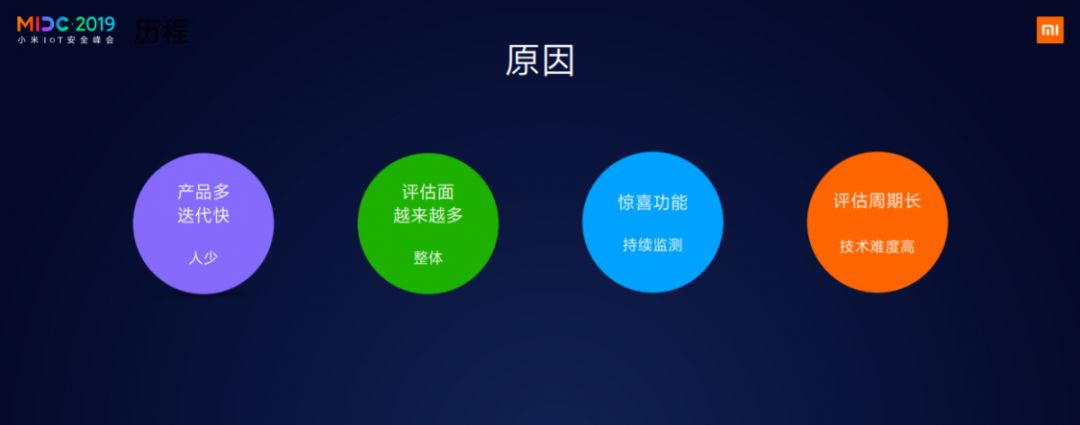 MIDC·2019
小米IOT安全峰会
历程
原因
产品多
迭代快
人少
评估面
越来越多
整体
惊喜功能
持续监测
评估周期长
技术难度高